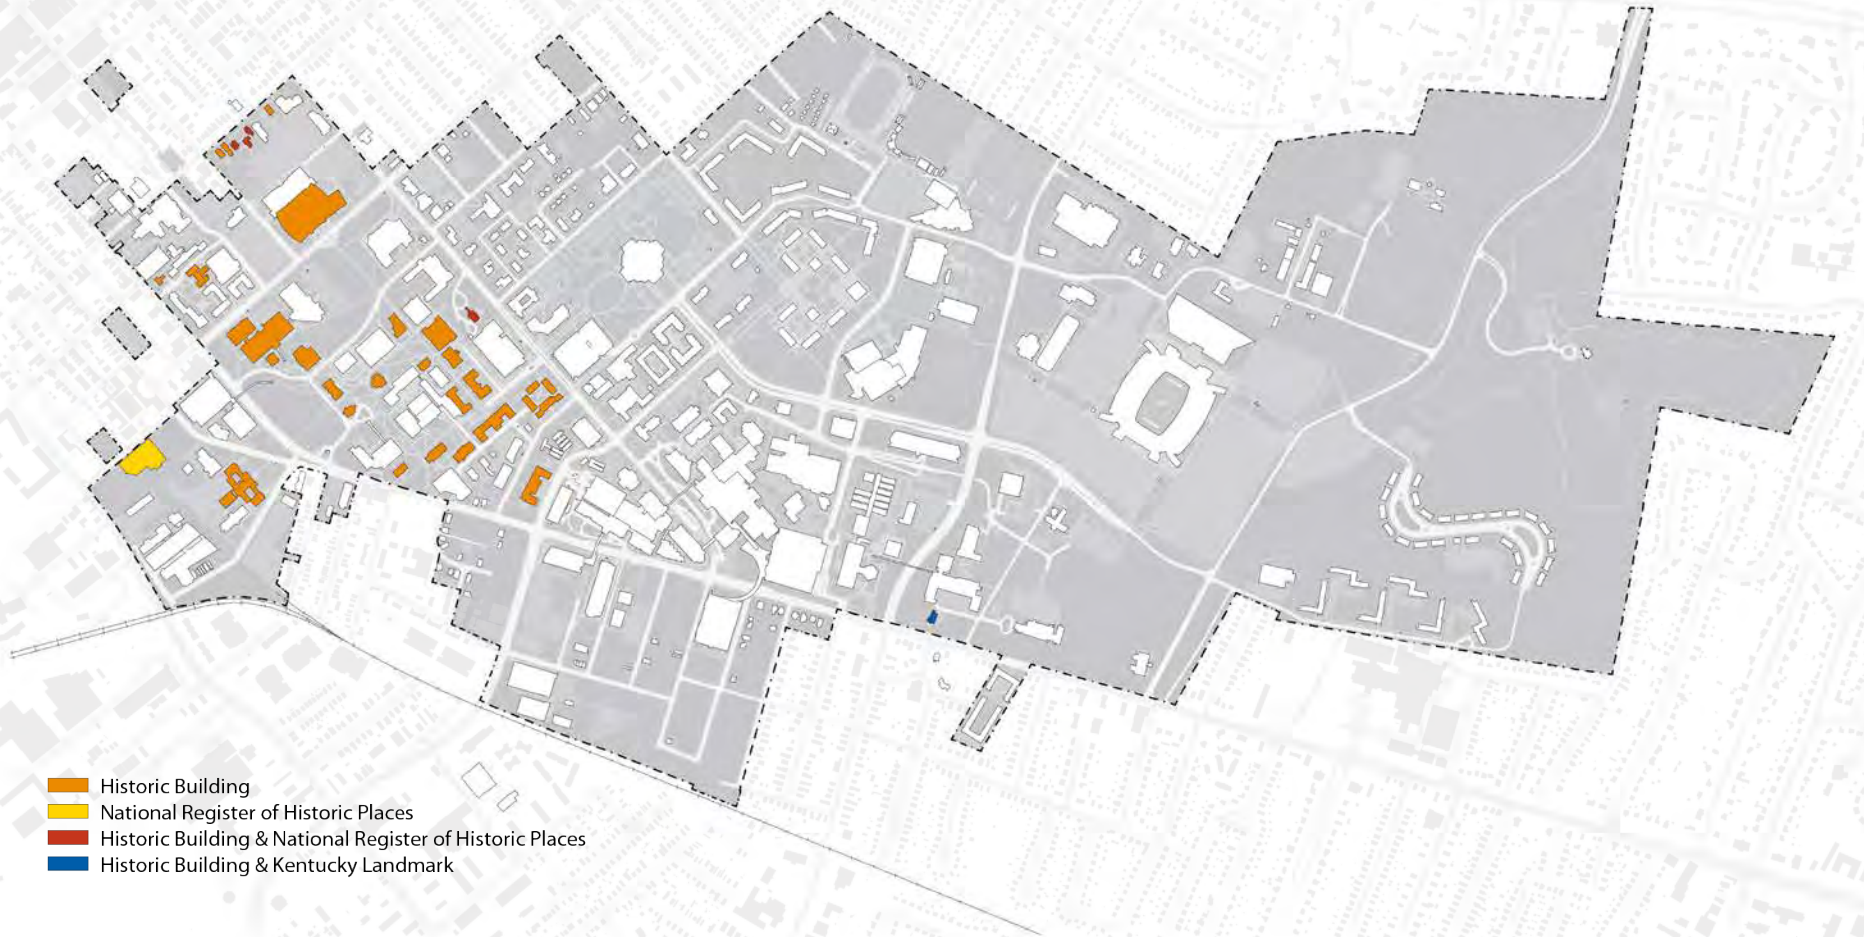 Historic Building
National Register of Historic Places
Historic Building & National Register of Historic Places
Historic Building & Kentucky Landmark